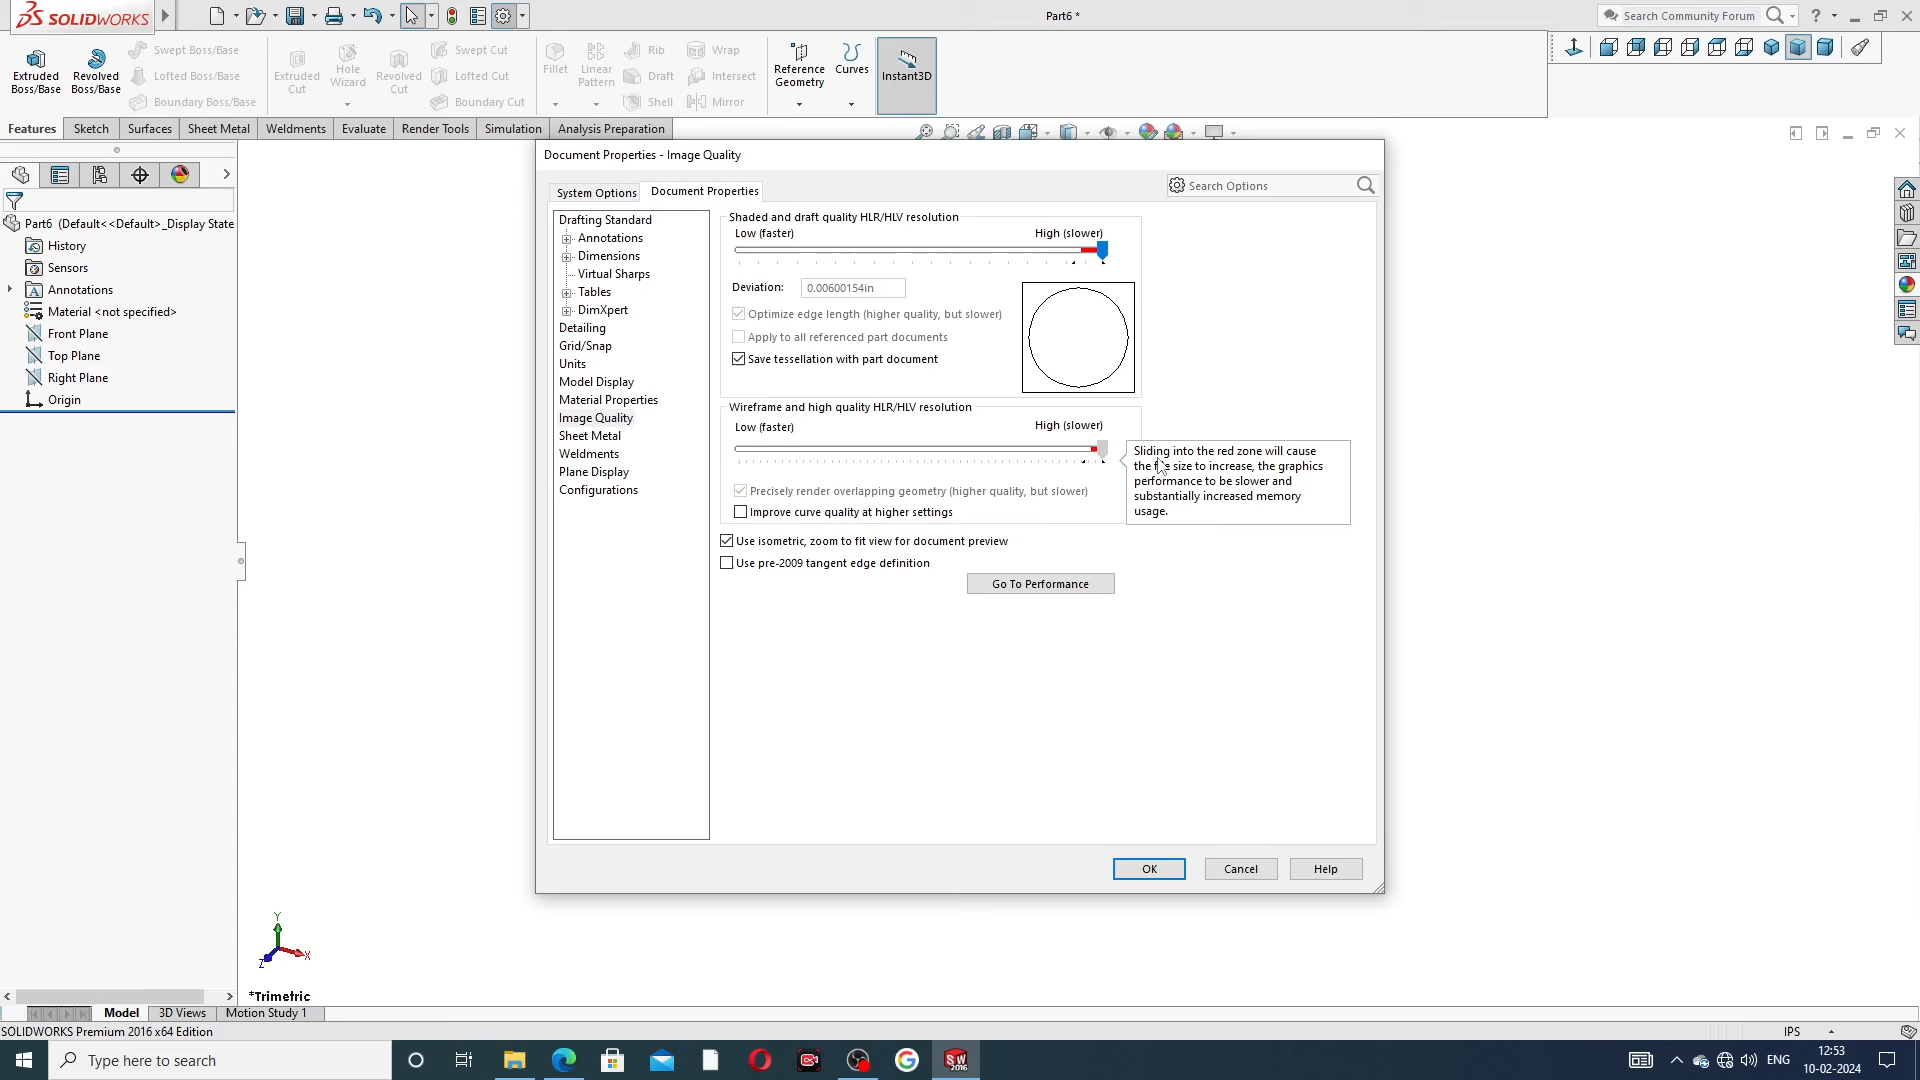 SOLIDWORKS
Part6 *
Search Community Forum
?
Extruded
Boss/Base
Revolved
Boss/Base
Swept Boss/Base
Lofted Boss/Base
Boundary Boss/Base
Extruded
Cut
Hole
Wizard
Revolved
Cut
Swept Cut
Lofted Cut
Boundary Cut
Fillet
Linear
Pattern
Rib
Draft
Shell
Wrap
Intersect
Mirror
Reference
Geometry
Curves
Instant3D
Features
Sketch
Surfaces
Sheet Metal
Weldments
Evaluate
Render Tools
Simulation
Analysis Preparation
Part6 (Default<<Default>_Display State
History
Sensors
Annotations
Material <not specified>
Front Plane
Top Plane
Right Plane
Origin
Document Properties - Image Quality
System Options
Document Properties
Search Options
Drafting Standard
Annotations
Dimensions
Virtual Sharps
Tables
DimXpert
Detailing
Grid/Snap
Units
Model Display
Material Properties
Image Quality
Sheet Metal
Weldments
Plane Display
Configurations
Shaded and draft quality HLR/HLV resolution
Low (faster)
High (slower)
Deviation:
0.00600154in
Optimize edge length (higher quality, but slower)
Apply to all referenced part documents
Save tessellation with part document
Wireframe and high quality HLR/HLV resolution
Low (faster)
High (slower)
Precisely render overlapping geometry (higher quality, but slower)
Improve curve quality at higher settings
Sliding into the red zone will cause
the file size to increase, the graphics
performance to be slower and
substantially increased memory
usage.
Use isometric, zoom to fit view for document preview
Use pre-2009 tangent edge definition
Go To Performance
OK
Cancel
Help
Y
X
Z
*Trimetric
Model
3D Views
Motion Study 1
SOLIDWORKS Premium 2016 x64 Edition
IPS
Type here to search
SW
2016
ENG
12:53
10-02-2024